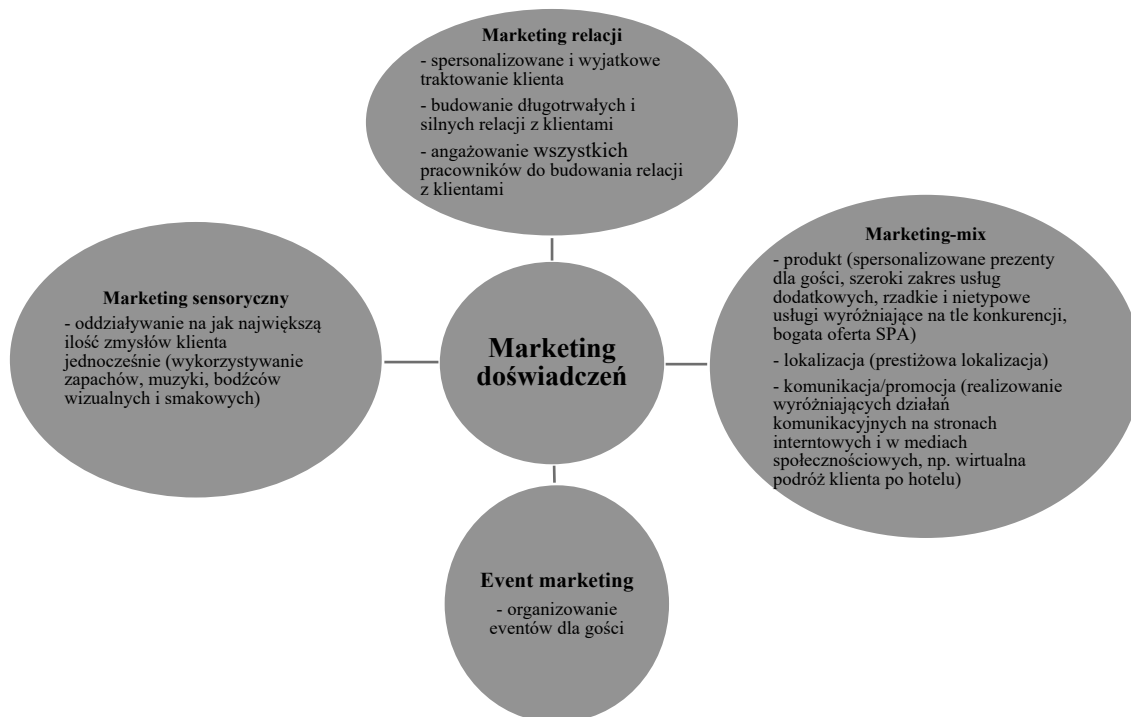 Marketing relacji
- spersonalizowane i wyjatkowe
traktowanie klienta
- budowanie długotrwałych i
silnych relacji z klientami
- angażowanie wszystkich
pracowników do budowania relacji
z klientami
Marketing sensoryczny
- oddziaływanie na jak największą
ilość zmysłów klienta
jednocześnie (wykorzystywanie
zapachów, muzyki, bodźców
wizualnych i smakowych)
Marketing
doświadczeń
Marketing-mix
- produkt (spersonalizowane prezenty
dla gości, szeroki zakres usług
dodatkowych, rzadkie i nietypowe
usługi wyróżniające na tle konkurencji,
bogata oferta SPA)
- lokalizacja (prestiżowa lokalizacja)
- komunikacja/promocja (realizowanie
wyróżniających działań
komunikacyjnych na stronach
interntowych i w mediach
społecznościowych, np. wirtualna
podróż klienta po hotelu)
Event marketing
- organizowanie
eventów dla gości